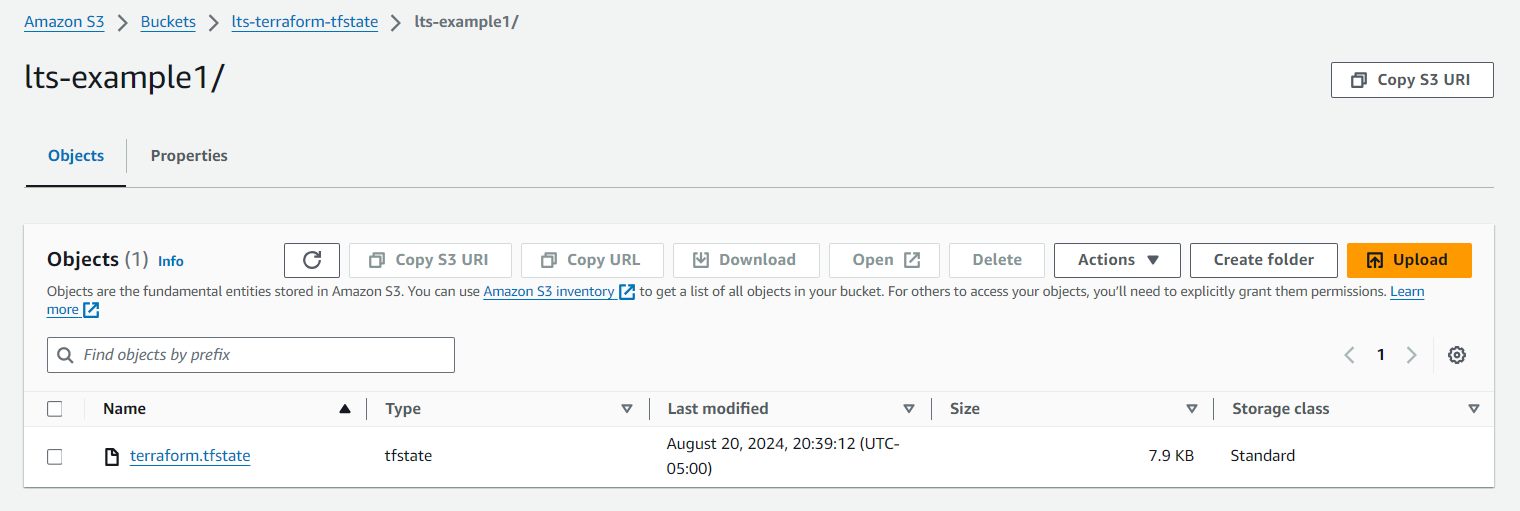 Amazon S3 > Buckets > lts-terraform-tfstate > lts-example1/
lts-example1/
Copy S3 URI
Objects Properties
Objects (1) Info Copy S3 URI Copy URL Download Open Delete Actions Create folder Upload
Objects are the fundamental entities stored in Amazon S3. You can use Amazon S3 inventory to get a list of all objects in your bucket. For others to access your objects, you'll need to explicitly grant them permissions. Learn
more
Find objects by prefix
1
Name Type Last modified Size Storage class
terraform.tfstate tfstate August 20, 2024, 20:39:12 (UTC- 7.9 KB Standard
05:00)